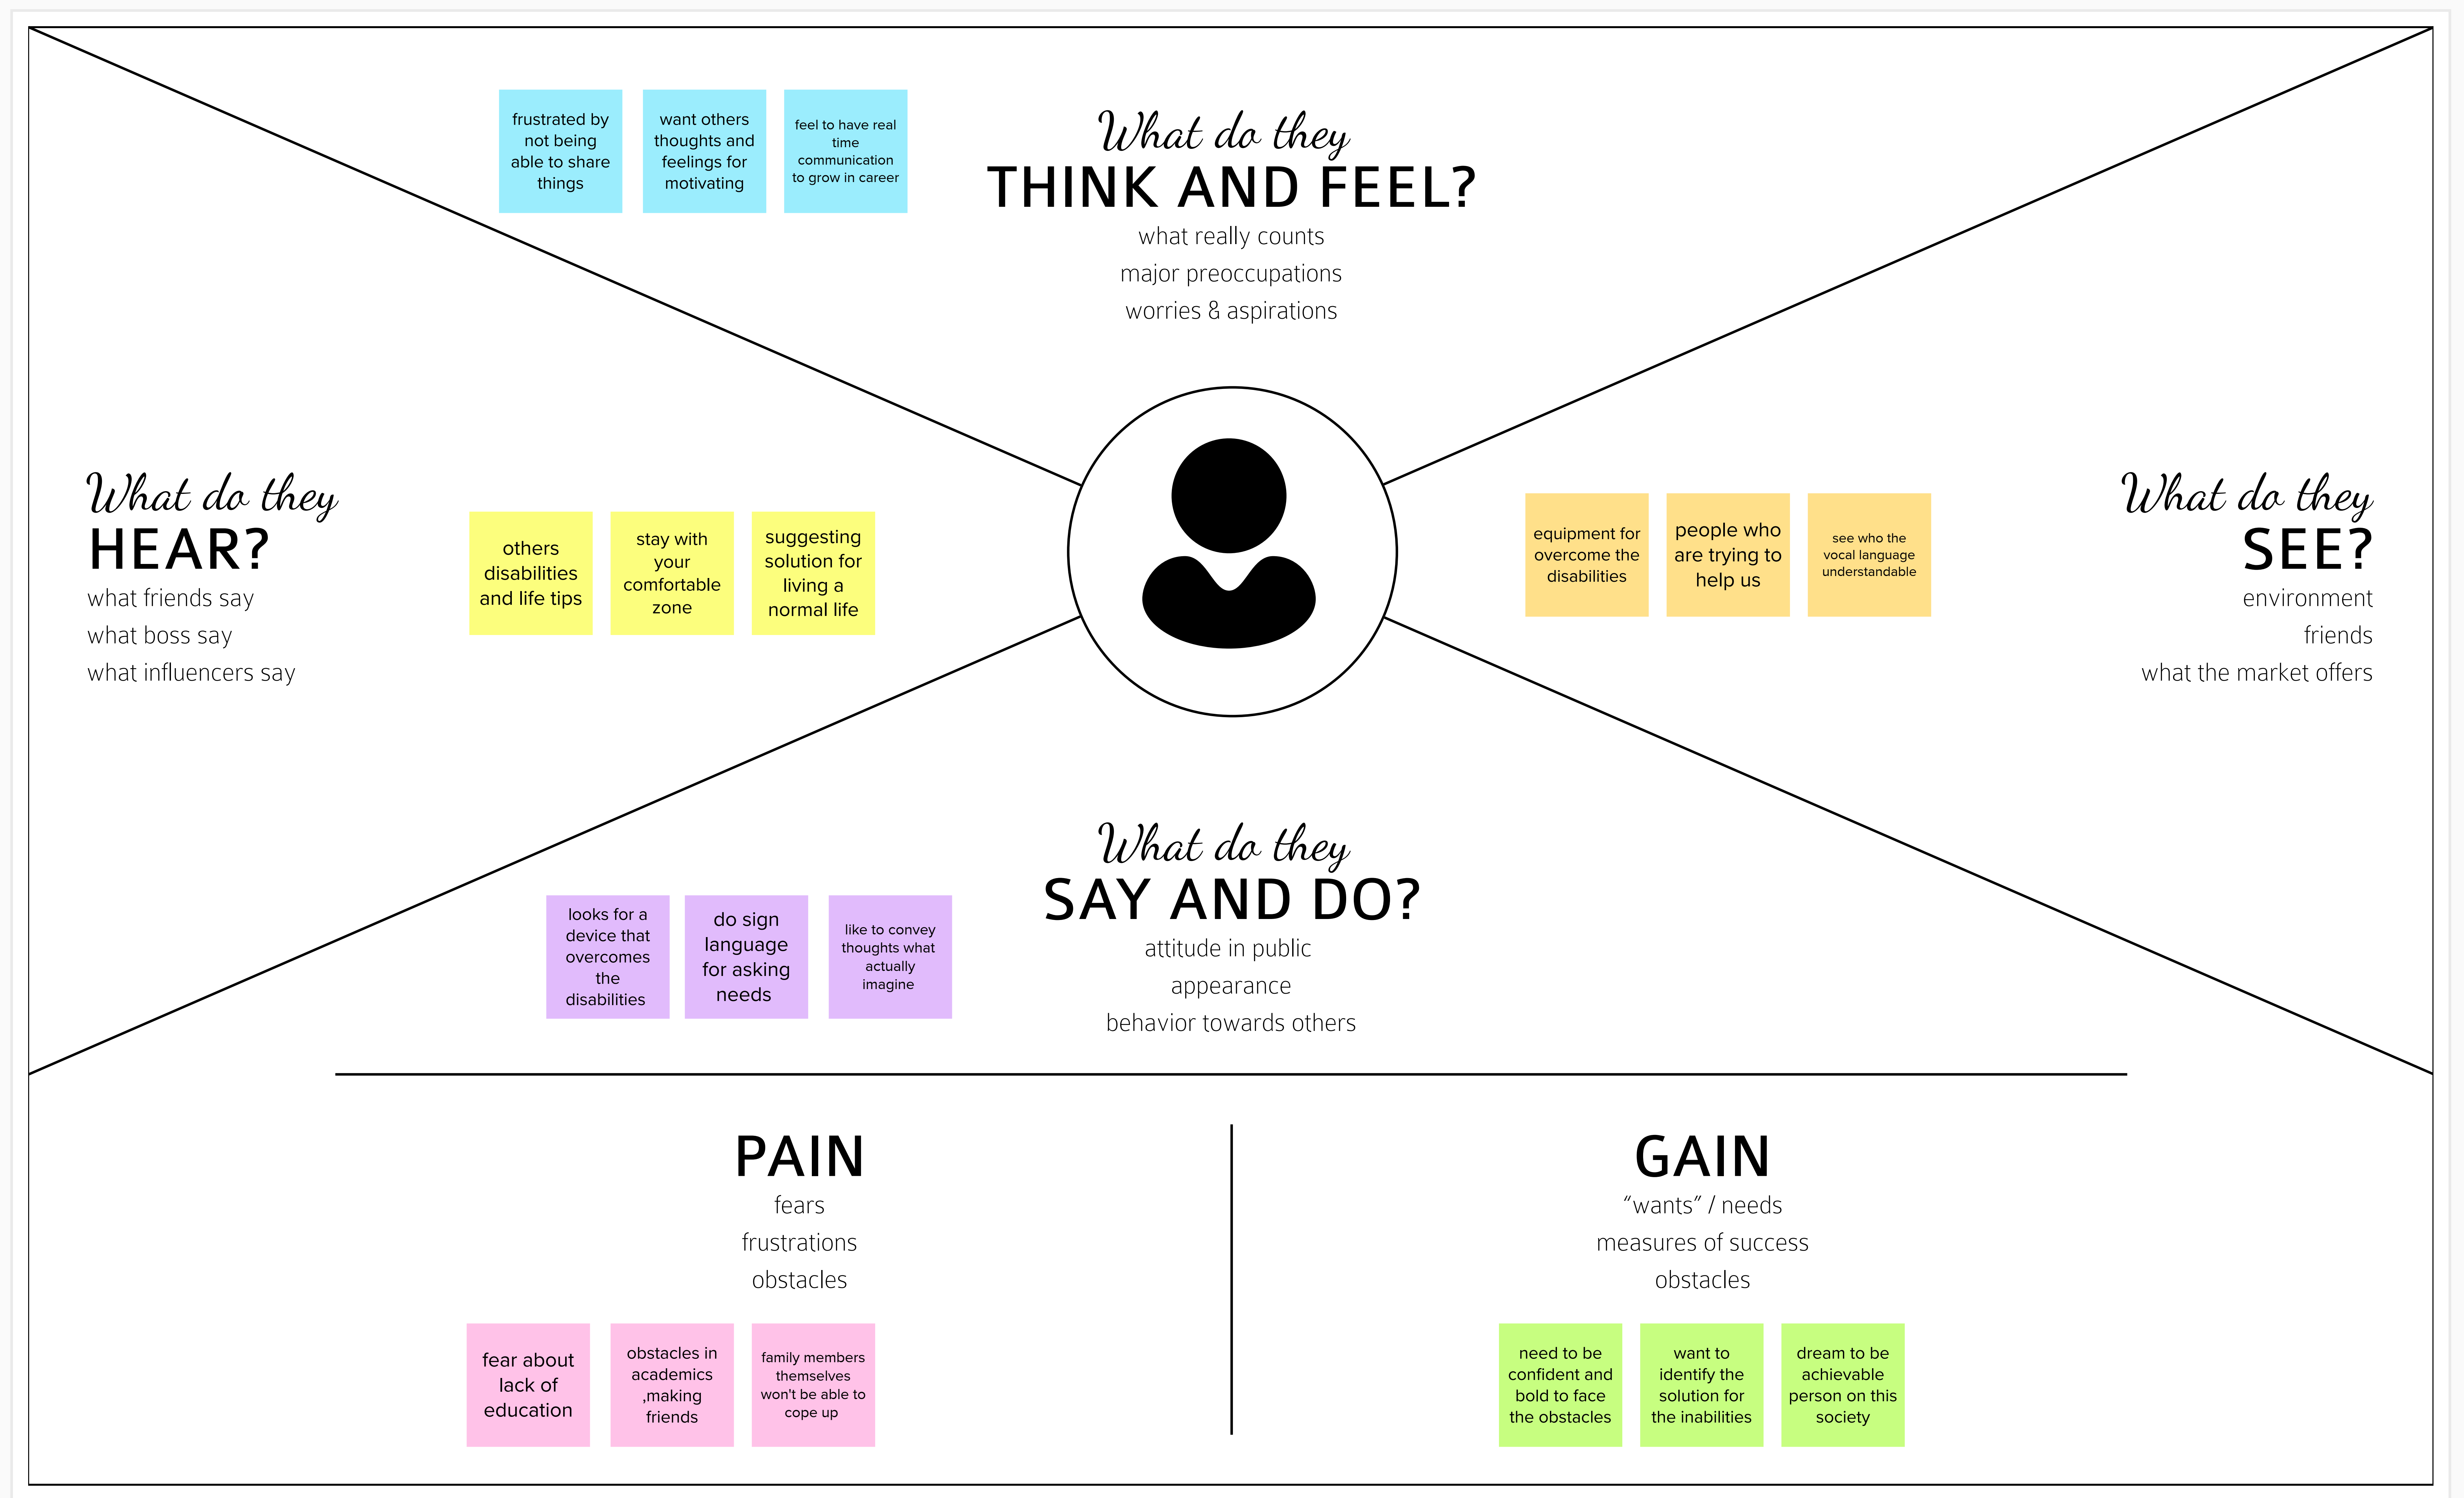 frustrated by
not being
able to share
things
want others
thoughts and
feelings for
motivating
feel to have real
time
communication
to grow in career
What do they
THINK AND FEEL?
what really counts
major preoccupations
worries & aspirations
What do they
HEAR?
what friends say
what boss say
what influencers say
others
disabilities
and life tips
stay with
your
comfortable
zone
suggesting
solution for
living a
normal life
equipment for
overcome the
disabilities
people who
are trying to
help us
see who the
vocal language
understandable
What do they
SEE?
environment
friends
what the market offers
looks for a
device that
overcomes
the
disabilities
do sign
language
for asking
needs
like to convey
thoughts what
actually
imagine
What do they
SAY AND DO?
attitude in public
appearance
behavior towards others
PAIN
fears
frustrations
obstacles
fear about
lack of
education
obstacles in
academics
,making
friends
family members
themselves
won't be able to
cope up
GAIN
“wants” / needs
measures of success
obstacles
need to be
confident and
bold to face
the obstacles
want to
identify the
solution for
the inabilities
dream to be
achievable
person on this
society